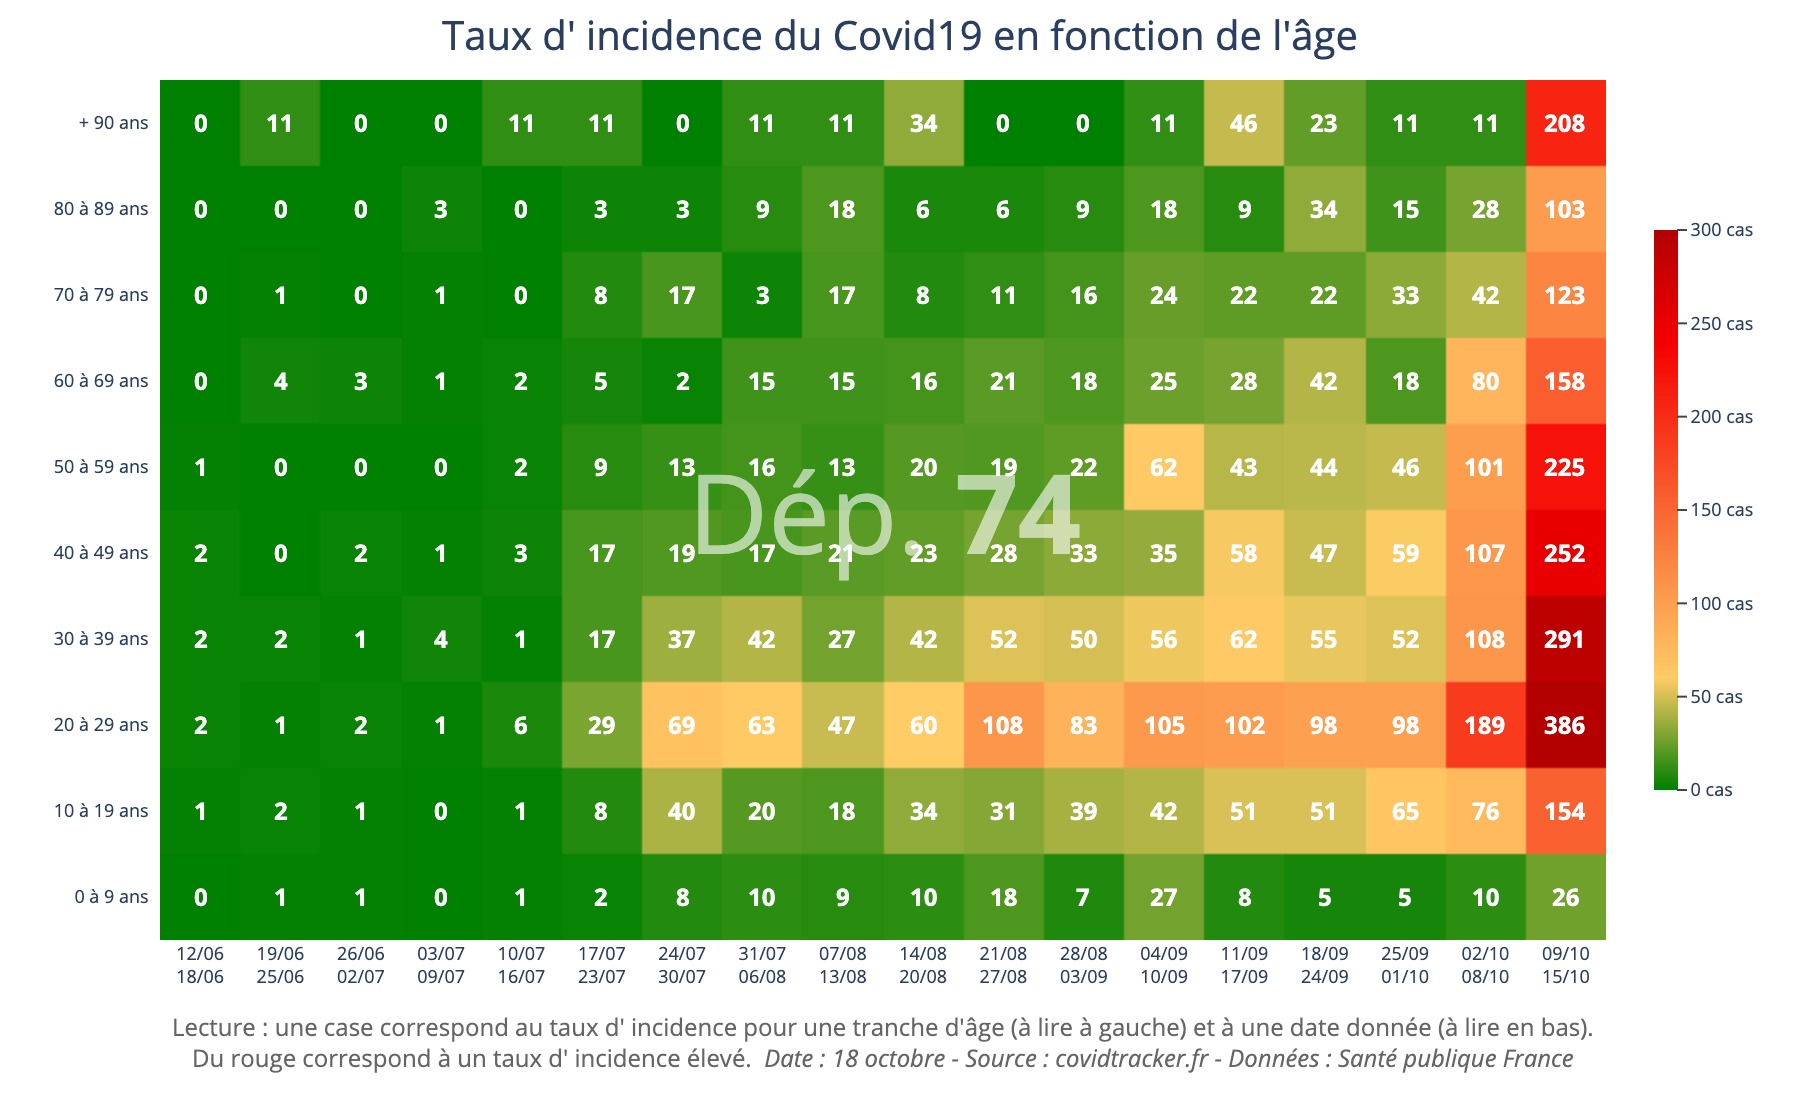 Taux d' incidence du Covid19 en fonction de l'âge
+ 90 ans 0 11 0 0 11 11 0 11 11 34 0 0 11 46 23 11 11 208
80 à 89 ans 0 0 0 3 0 3 3 9 18 6 6 9 18 9 34 15 28 103
70 à 79 ans 0 1 0 1 0 8 17 3 17 8 11 16 24 22 22 33 42 123
60 à 69 ans 0 4 3 1 2 5 2 15 15 16 21 18 25 28 42 18 80 158
50 à 59 ans 1 0 0 0 2 9 13 16 13 20 19 22 62 43 44 46 101 225
Dép. 74
40 à 49 ans 2 0 2 1 3 17 19 17 21 23 28 33 35 58 47 59 107 252
30 à 39 ans 2 2 1 4 1 17 37 42 27 42 52 50 56 62 55 52 108 291
20 à 29 ans 2 1 2 1 6 29 69 63 47 60 108 83 105 102 98 98 189 386
10 à 19 ans 1 2 1 0 1 8 40 20 18 34 31 39 42 51 51 65 76 154
0 à 9 ans 0 1 1 0 1 2 8 10 9 10 18 7 27 8 5 5 10 26
12/06 19/06 26/06 03/07 10/07 17/07 24/07 31/07 07/08 14/08 21/08 28/08 04/09 11/09 18/09 25/09 02/10 09/10
18/06 25/06 02/07 09/07 16/07 23/07 30/07 06/08 13/08 20/08 27/08 03/09 10/09 17/09 24/09 01/10 08/10 15/10
300 cas
250 cas
200 cas
150 cas
100 cas
50 cas
0 cas
Lecture : une case correspond au taux d' incidence pour une tranche d'âge (à lire à gauche) et à une date donnée (à lire en bas).
Du rouge correspond à un taux d' incidence élevé. Date : 18 octobre - Source : covidtracker.fr - Données : Santé publique France